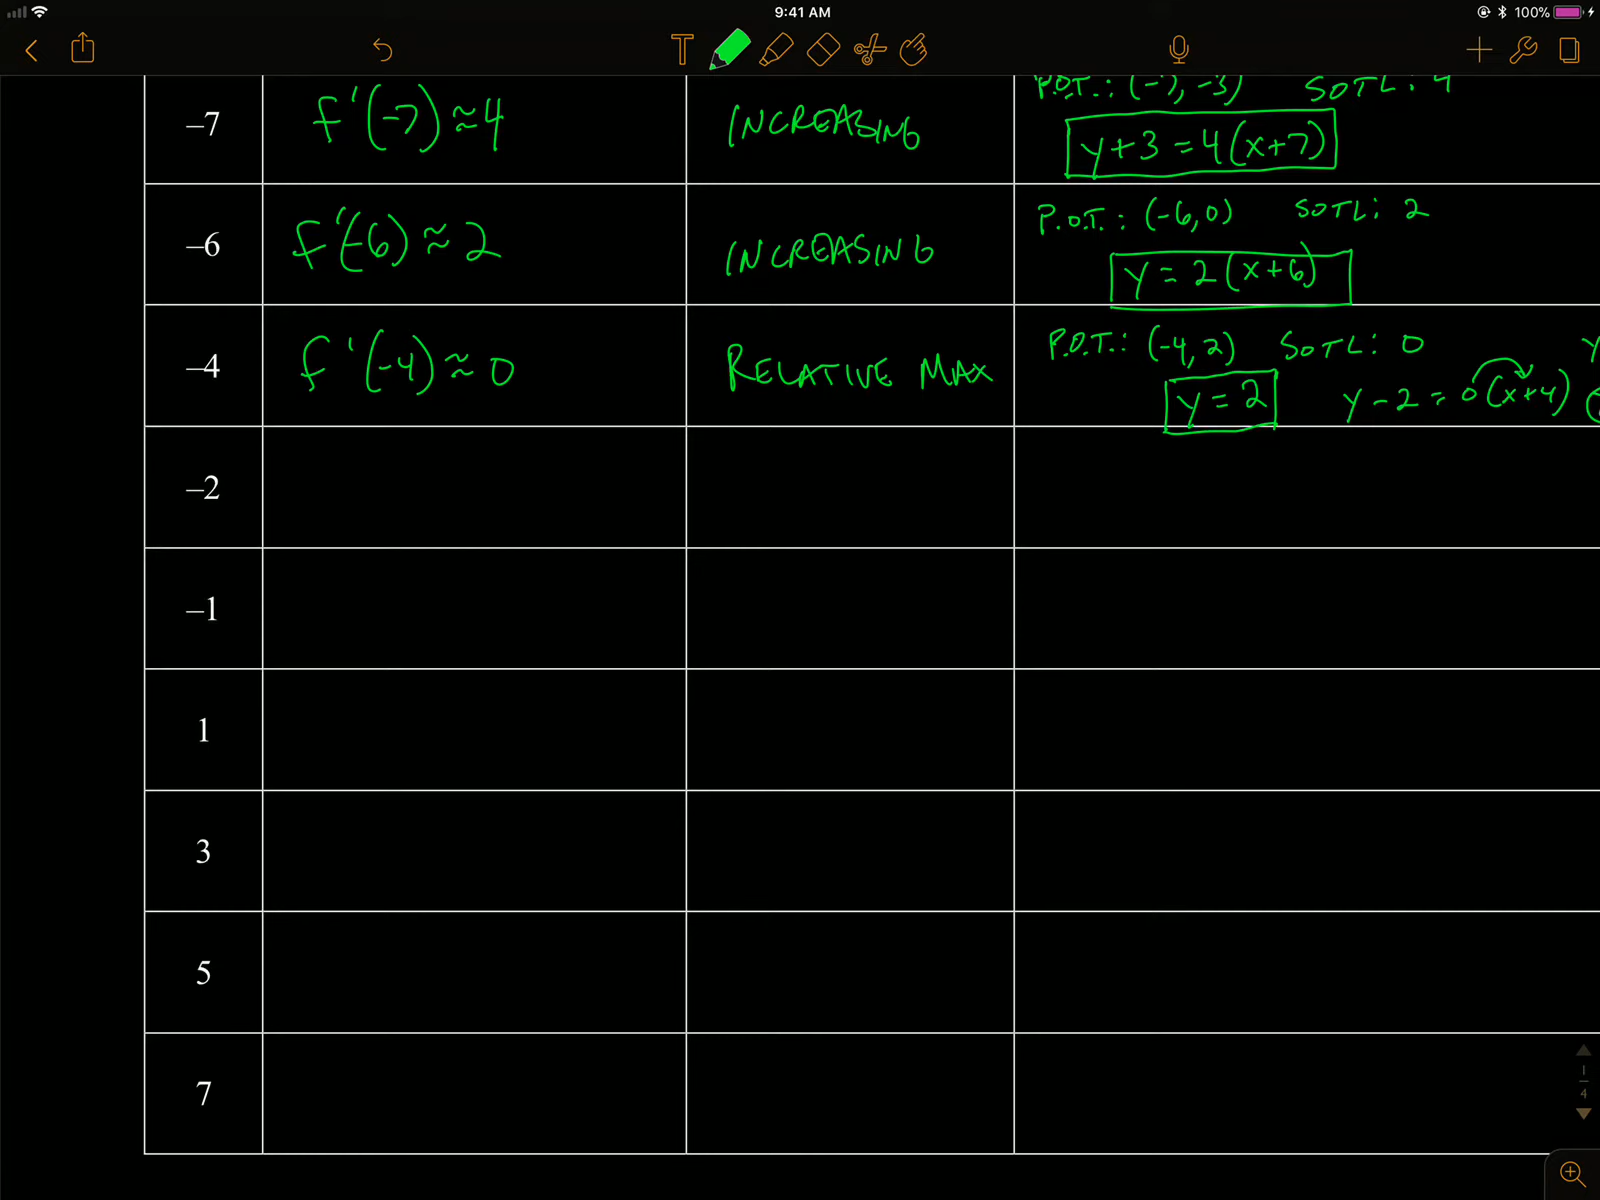 9:41 AM
100%
T
P.O.T.: (-7, -3) SOTL: 4
-7 f'(-7) ≈ 4 INCREASING y+3 = 4(x+7)
P.O.T.: (-6, 0) SOTL: 2
-6 f'(-6) ≈ 2 INCREASING y = 2(x+6)
P.O.T.: (-4, 2) SOTL: 0 y
-4 f'(-4) ≈ 0 RELATIVE MAX y = 2 y - 2 = 0(x+4)
-2
-1
1
3
5
7
1
4